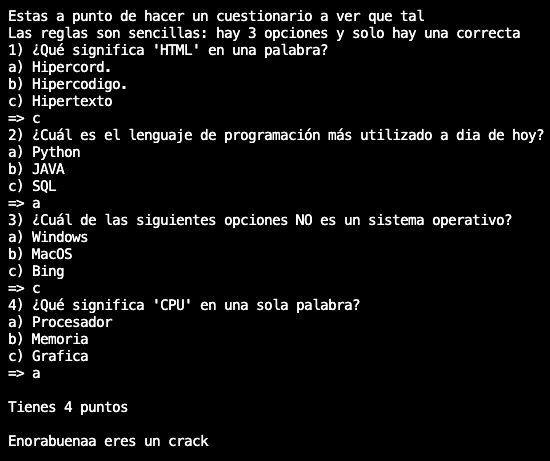 Estas a punto de hacer un cuestionario a ver que tal
Las reglas son sencillas: hay 3 opciones y solo hay una correcta
1) ¿Qué significa 'HTML' en una palabra?
a) Hipercord.
b) Hipercodigo.
c) Hipertexto
=> c
2) ¿Cuál es el lenguaje de programación más utilizado a dia de hoy?
a) Python
b) JAVA
c) SQL
=> a
3) ¿Cuál de las siguientes opciones NO es un sistema operativo?
a) Windows
b) MacOS
c) Bing
=> c
4) ¿Qué significa 'CPU' en una sola palabra?
a) Procesador
b) Memoria
c) Grafica
=> a
Tienes 4 puntos
Enorabuenaa eres un crack